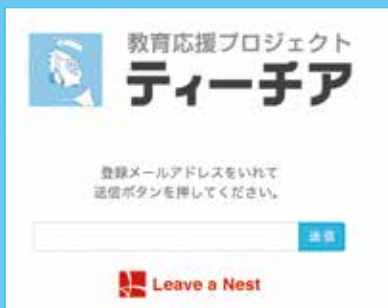 教育応援プロジェクト
ティーチア
登録メールアドレスをいれて
送信ボタンを押してください。
送信
Leave a Nest